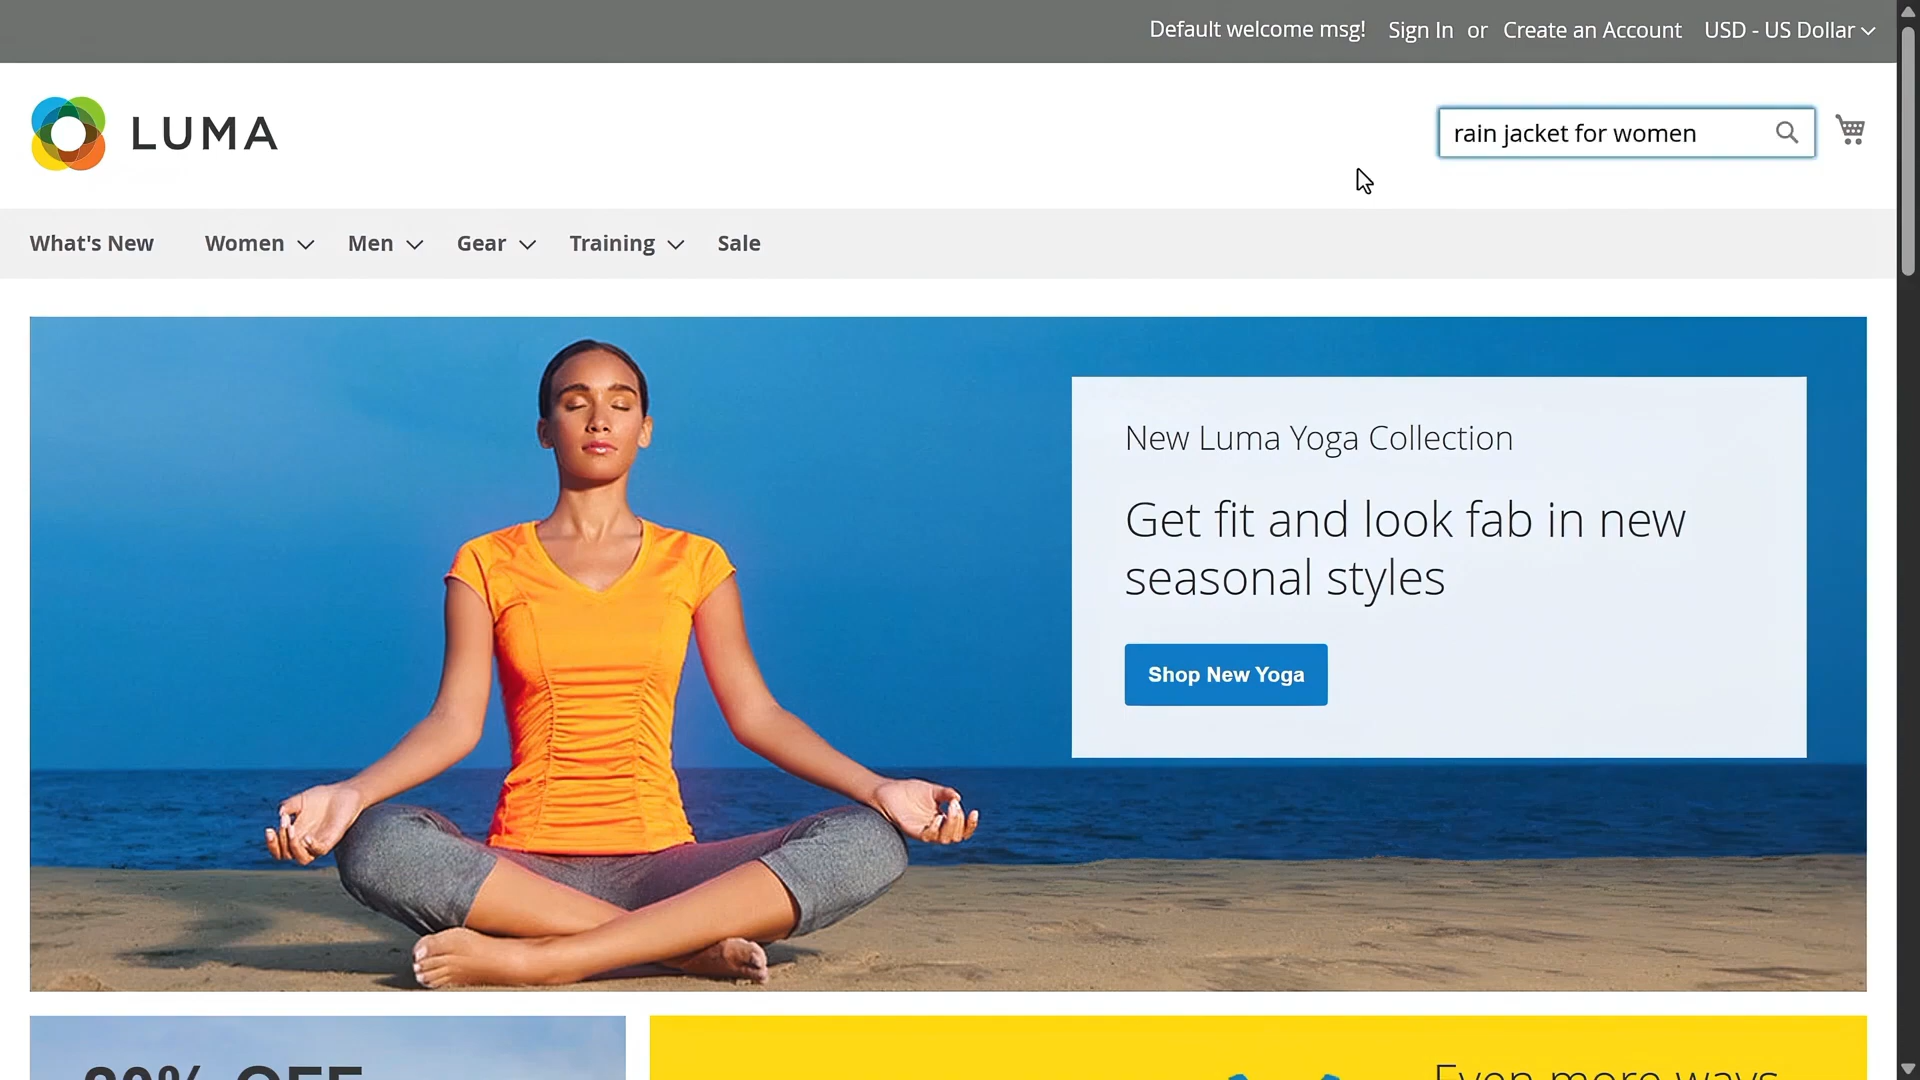 Default welcome msg! Sign In or Create an Account USD - US Dollar
LUMA
rain jacket for women
What's New Women Men Gear Training Sale
New Luma Yoga Collection
Get fit and look fab in new
seasonal styles
Shop New Yoga
20% OFF
Even more ways